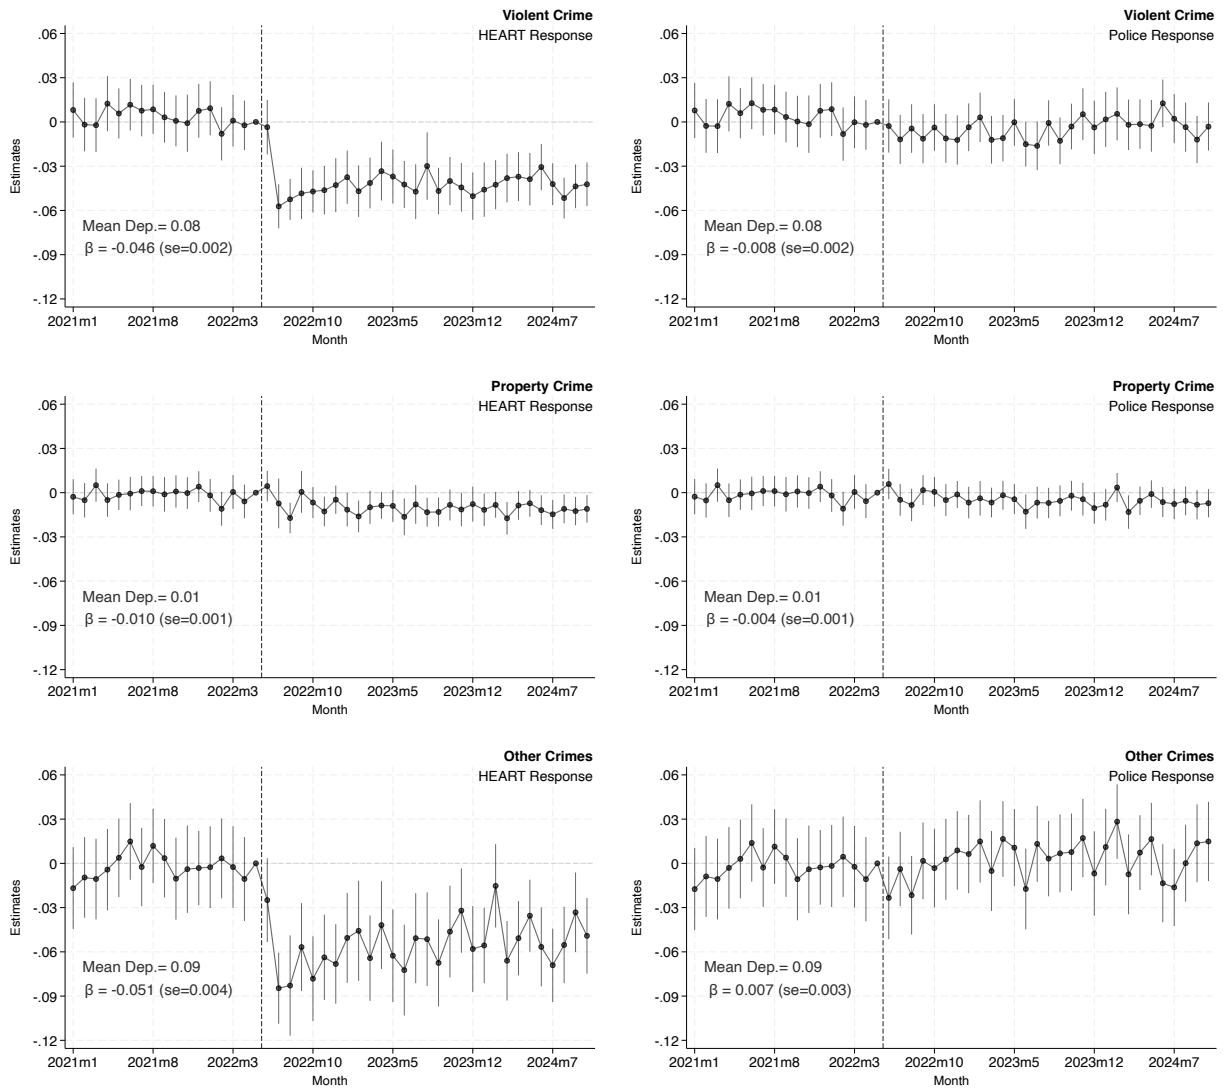 Violent Crime
HEART Response
.06
.03
0
-.03
-.06
-.09
-.12
Estimates
Mean Dep.= 0.08
β = -0.046 (se=0.002)
2021m1 2021m8 2022m3 2022m10 2023m5 2023m12 2024m7
Month
Violent Crime
Police Response
.06
.03
0
-.03
-.06
-.09
-.12
Estimates
Mean Dep.= 0.08
β = -0.008 (se=0.002)
2021m1 2021m8 2022m3 2022m10 2023m5 2023m12 2024m7
Month
Property Crime
HEART Response
.06
.03
0
-.03
-.06
-.09
-.12
Estimates
Mean Dep.= 0.01
β = -0.010 (se=0.001)
2021m1 2021m8 2022m3 2022m10 2023m5 2023m12 2024m7
Month
Property Crime
Police Response
.06
.03
0
-.03
-.06
-.09
-.12
Estimates
Mean Dep.= 0.01
β = -0.004 (se=0.001)
2021m1 2021m8 2022m3 2022m10 2023m5 2023m12 2024m7
Month
Other Crimes
HEART Response
.06
.03
0
-.03
-.06
-.09
-.12
Estimates
Mean Dep.= 0.09
β = -0.051 (se=0.004)
2021m1 2021m8 2022m3 2022m10 2023m5 2023m12 2024m7
Month
Other Crimes
Police Response
.06
.03
0
-.03
-.06
-.09
-.12
Estimates
Mean Dep.= 0.09
β = 0.007 (se=0.003)
2021m1 2021m8 2022m3 2022m10 2023m5 2023m12 2024m7
Month